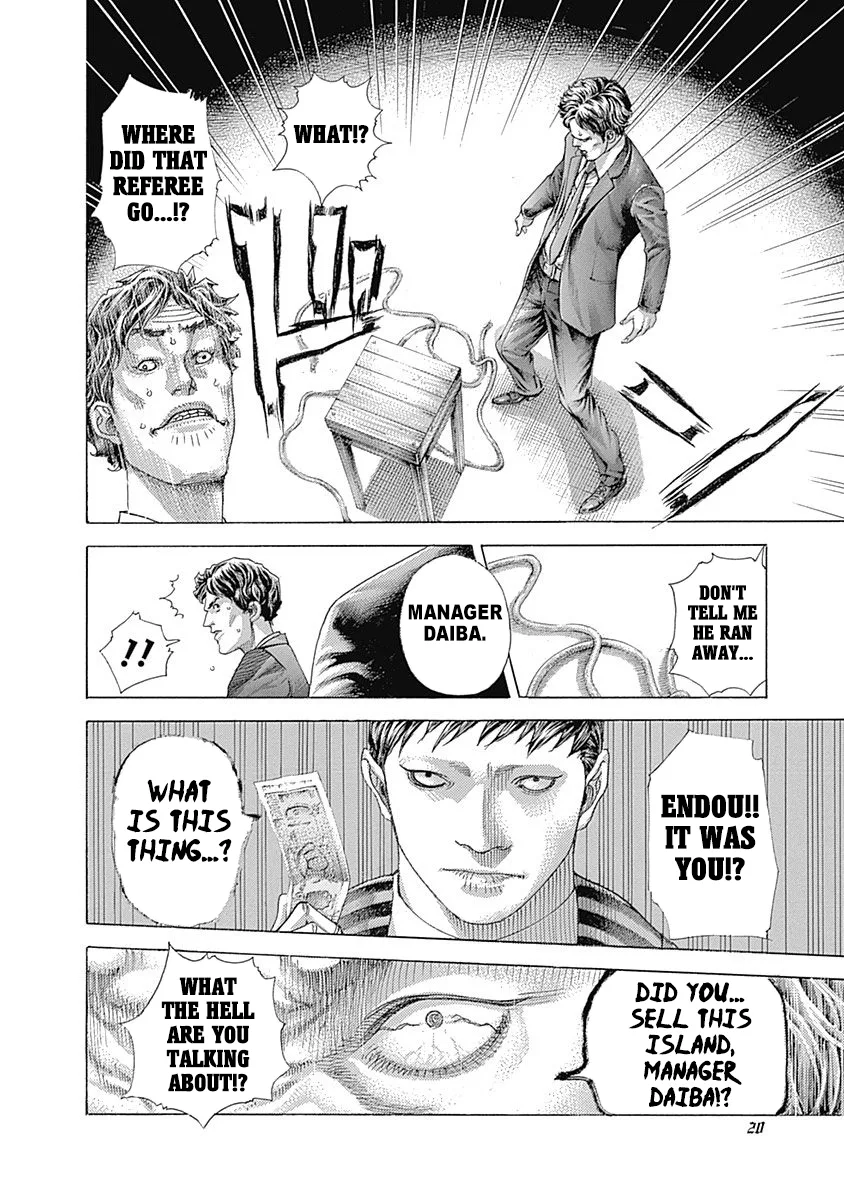 WHAT!?
WHERE
DID THAT
REFEREE
GO...!?
DON'T
TELL ME
HE RAN
AWAY...
MANAGER
DAIBA.
!!
ENDOU!!
IT WAS
YOU!?
WHAT
IS THIS
THING...?
DID YOU...
SELL THIS
ISLAND,
MANAGER
DAIBA!?
WHAT
THE HELL
ARE YOU
TALKING
ABOUT!?
20